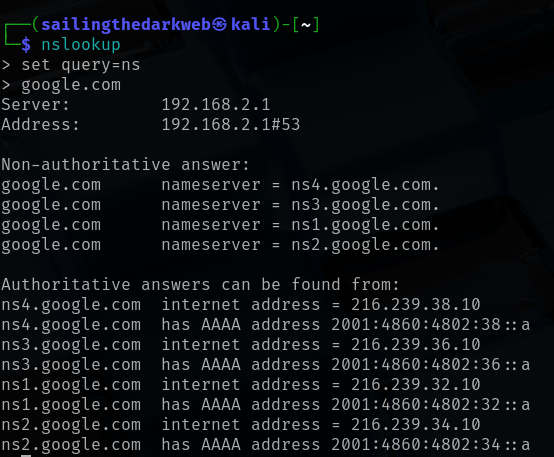 ┌──(sailingthedarkweb㉿kali)-[~]
└─$ nslookup
> set query=ns
> google.com
Server:         192.168.2.1
Address:        192.168.2.1#53

Non-authoritative answer:
google.com      nameserver = ns4.google.com.
google.com      nameserver = ns3.google.com.
google.com      nameserver = ns1.google.com.
google.com      nameserver = ns2.google.com.

Authoritative answers can be found from:
ns4.google.com  internet address = 216.239.38.10
ns4.google.com  has AAAA address 2001:4860:4802:38::a
ns3.google.com  internet address = 216.239.36.10
ns3.google.com  has AAAA address 2001:4860:4802:36::a
ns1.google.com  internet address = 216.239.32.10
ns1.google.com  has AAAA address 2001:4860:4802:32::a
ns2.google.com  internet address = 216.239.34.10
ns2.google.com  has AAAA address 2001:4860:4802:34::a